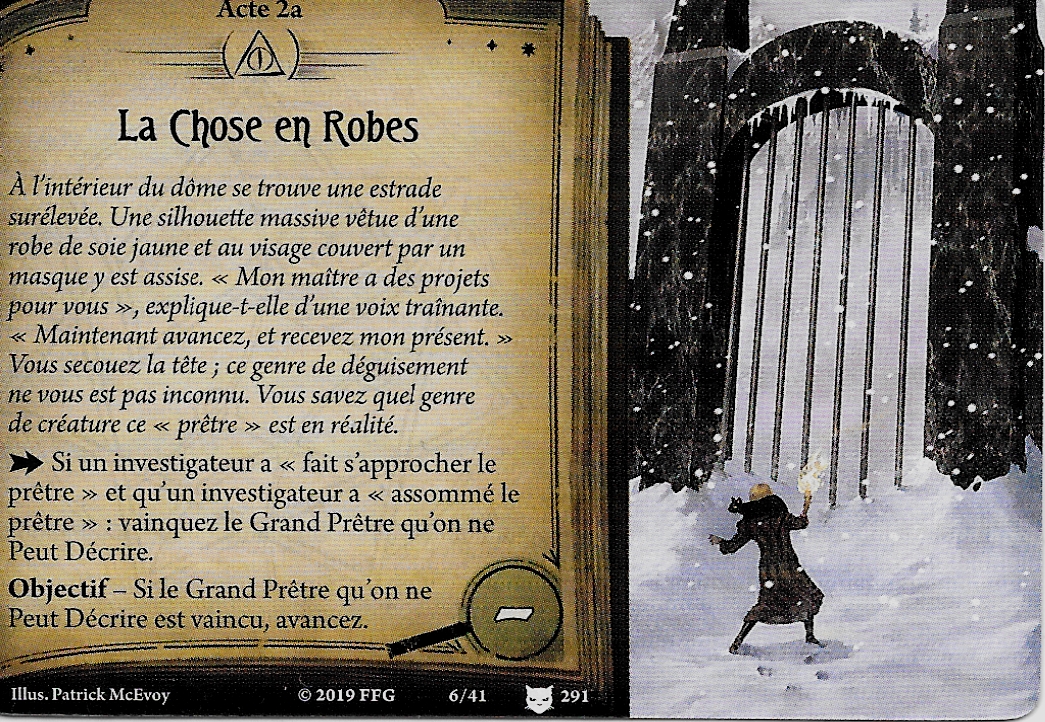 Acte 2a
La Chose en Robes
À l'intérieur du dôme se trouve une estrade
surélevée. Une silhouette massive vêtue d'une
robe de soie jaune et au visage couvert par un
masque y est assise. « Mon maître a des projets
pour vous », explique-t-elle d'une voix traînante.
« Maintenant avancez, et recevez mon présent. »
Vous secouez la tête ; ce genre de déguisement
ne vous est pas inconnu. Vous savez quel genre
de créature ce « prêtre » est en réalité.
Si un investigateur a « fait s'approcher le
prêtre » et qu'un investigateur a « assommé le
prêtre » : vainquez le Grand Prêtre qu'on ne
Peut Décrire.
Objectif – Si le Grand Prêtre qu'on ne
Peut Décrire est vaincu, avancez.
–
Illus. Patrick McEvoy © 2019 FFG 6/41 291